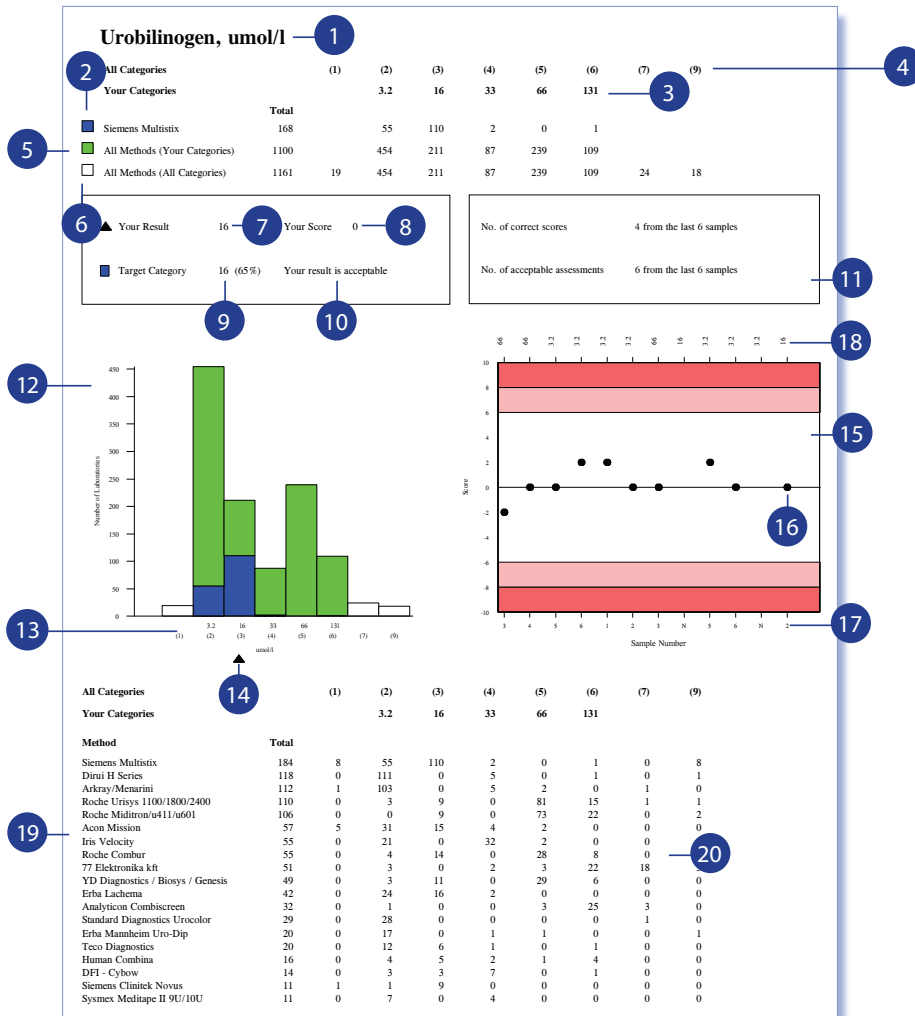 Urobilinogen, umol/l 1
All Categories (1) (2) (3) (4) (5) (6) (7) (9) 4
2
Your Categories 3.2 16 33 66 131 3
Total
Siemens Multistix 168 55 110 2 0 1
5 All Methods (Your Categories) 1100 454 211 87 239 109
All Methods (All Categories) 1161 19 454 211 87 239 109 24 18
6 Your Result 16 7 Your Score 0 8
Target Category 16 (65%) Your result is acceptable
9 10
No. of correct scores 4 from the last 6 samples
No. of acceptable assessments 6 from the last 6 samples
11
12
Number of Laboratories
450
400
350
300
250
200
150
100
50
0
3.2 16 33 66 131
13 (1) (2) (3) (4) (5) (6) (7) (9)
umol/l
14
66 66 3.2 3.2 3.2 3.2 66 16 3.2 3.2 3.2 16 18
Score
10
8
6
4
2
0
-2
-4
-6
-8
-10
15
16
3 4 5 6 1 2 3 N 5 6 N 2 17
Sample Number
All Categories (1) (2) (3) (4) (5) (6) (7) (9)
Your Categories 3.2 16 33 66 131
Method Total
Siemens Multistix 184 8 55 110 2 0 1 0 8
Dirui H Series 118 0 111 0 5 0 1 0 1
Arkray/Menarini 112 1 103 0 5 2 0 1 0
Roche Urisys 1100/1800/2400 110 0 3 9 0 81 15 1 1
Roche Miditron/u411/u601 106 0 0 9 0 73 22 0 2
19
Acon Mission 57 5 31 15 4 2 0 0 0
Iris Velocity 55 0 21 0 32 2 0 0 0
Roche Combur 55 0 4 14 0 28 8 0 20
77 Elektronika kft 51 0 3 0 2 3 22 18
YD Diagnostics / Biosys / Genesis 49 0 3 11 0 29 6 0 0
Erba Lachema 42 0 24 16 2 0 0 0 0
Analyticon Combiscreen 32 0 1 0 0 3 25 3 0
Standard Diagnostics Urocolor 29 0 28 0 0 0 0 1 0
Erba Mannheim Uro-Dip 20 0 17 0 1 1 0 0 1
Teco Diagnostics 20 0 12 6 1 0 1 0 0
Human Combina 16 0 4 5 2 1 4 0 0
DFI - Cybow 14 0 3 3 7 0 1 0 0
Siemens Clinitek Novus 11 1 1 9 0 0 0 0 0
Sysmex Meditape II 9U/10U 11 0 7 0 4 0 0 0 0